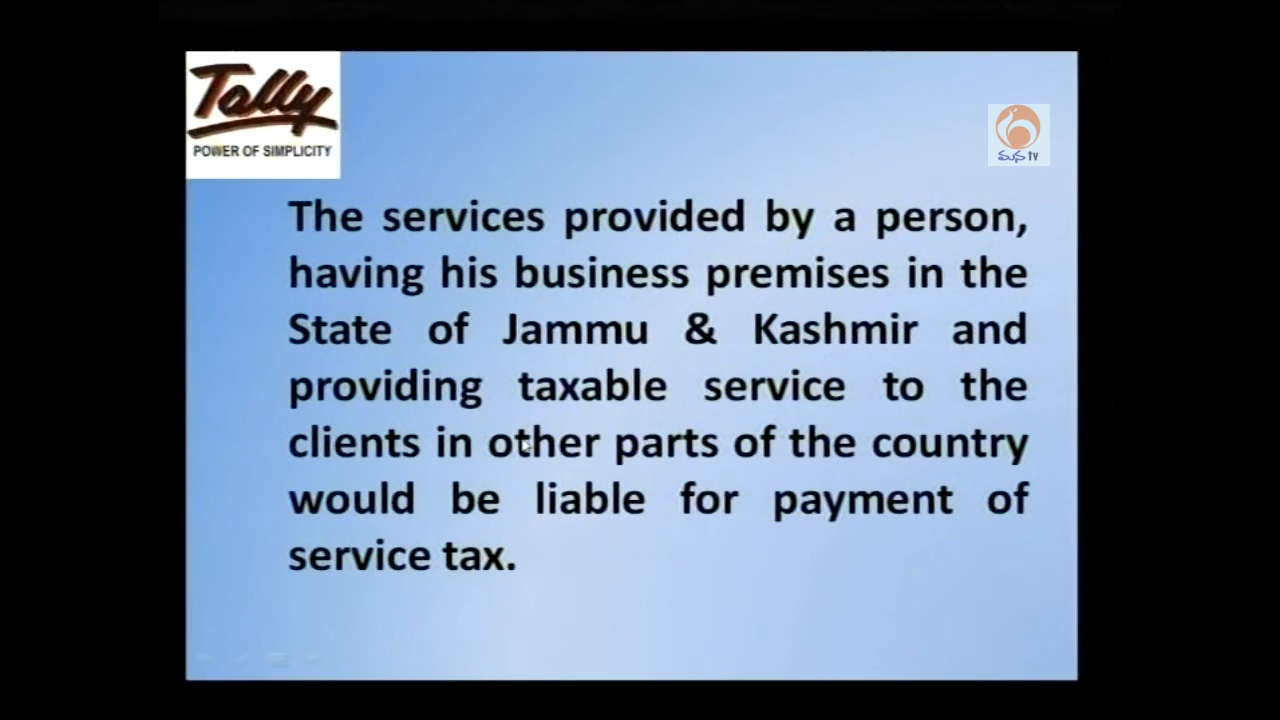 Tally
POWER OF SIMPLICITY
మన tv
The services provided by a person,
having his business premises in the
State of Jammu & Kashmir and
providing taxable service to the
clients in other parts of the country
would be liable for payment of
service tax.